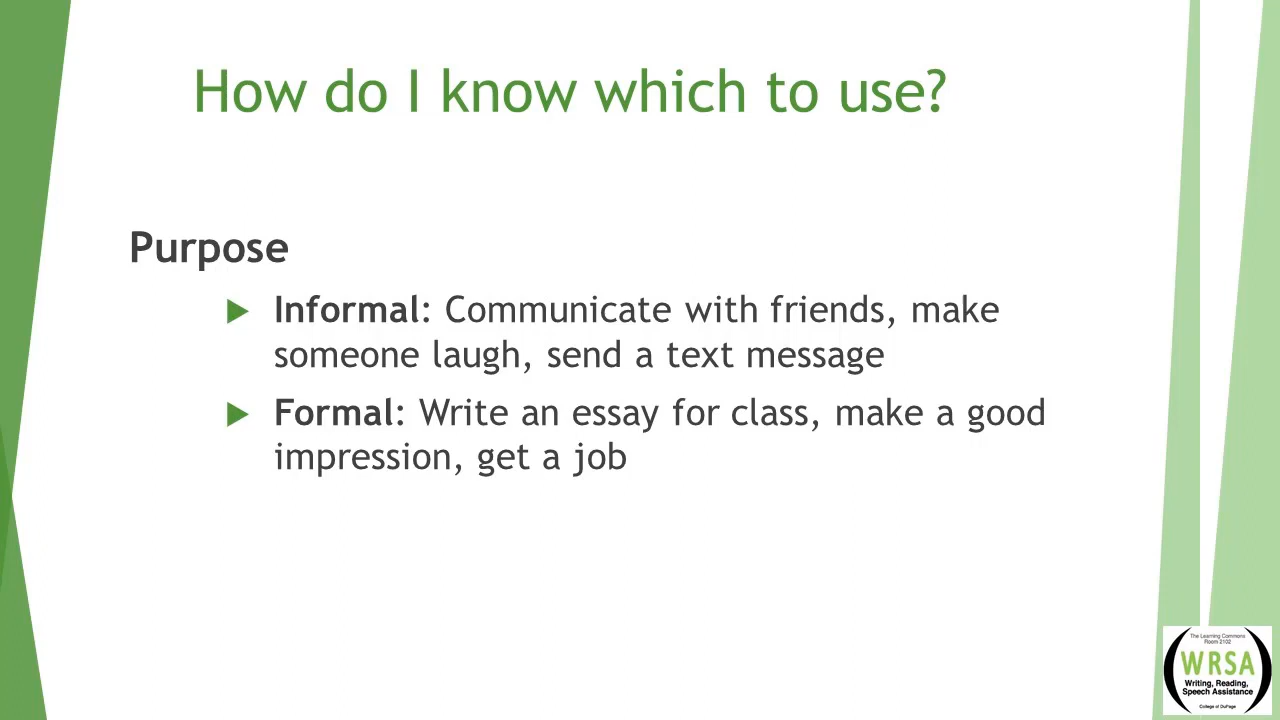 How do I know which to use?
Purpose
Informal: Communicate with friends, make
someone laugh, send a text message
Formal: Write an essay for class, make a good
impression, get a job
The Learning Commons
Room 2102
WRSA
Writing, Reading,
Speech Assistance
College of DuPage